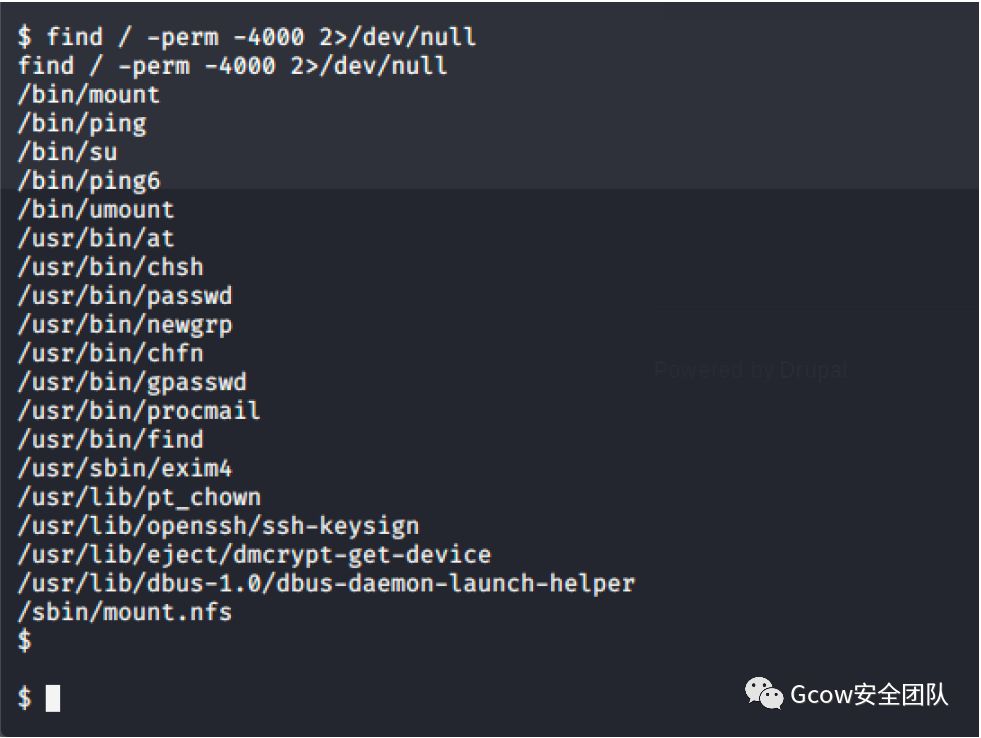 $ find / -perm -4000 2>/dev/null
find / -perm -4000 2>/dev/null
/bin/mount
/bin/ping
/bin/su
/bin/ping6
/bin/umount
/usr/bin/at
/usr/bin/chsh
/usr/bin/passwd
/usr/bin/newgrp
/usr/bin/chfn
Powered by Drupal
/usr/bin/gpasswd
/usr/bin/procmail
/usr/bin/find
/usr/sbin/exim4
/usr/lib/pt_chown
/usr/lib/openssh/ssh-keysign
/usr/lib/eject/dmcrypt-get-device
/usr/lib/dbus-1.0/dbus-daemon-launch-helper
/sbin/mount.nfs
$
$
Gcow安全团队